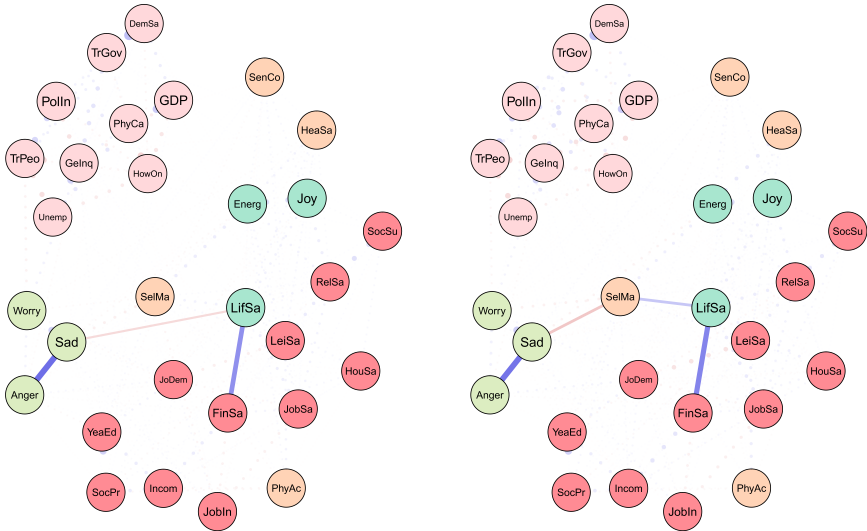 DemSa
TrGov
SenCo
PolIn
GDP
PhyCa
HeaSa
TrPeo
GeInq
HowOn
Energ
Joy
Unemp
SocSu
RelSa
SelMa
LifSa
Worry
Sad
LeiSa
HouSa
JoDem
Anger
FinSa
JobSa
YeaEd
SocPr
Incom
PhyAc
JobIn
DemSa
TrGov
SenCo
PolIn
GDP
PhyCa
HeaSa
TrPeo
GeInq
HowOn
Energ
Joy
Unemp
SocSu
RelSa
SelMa
LifSa
Worry
Sad
LeiSa
HouSa
JoDem
Anger
FinSa
JobSa
YeaEd
SocPr
Incom
PhyAc
JobIn